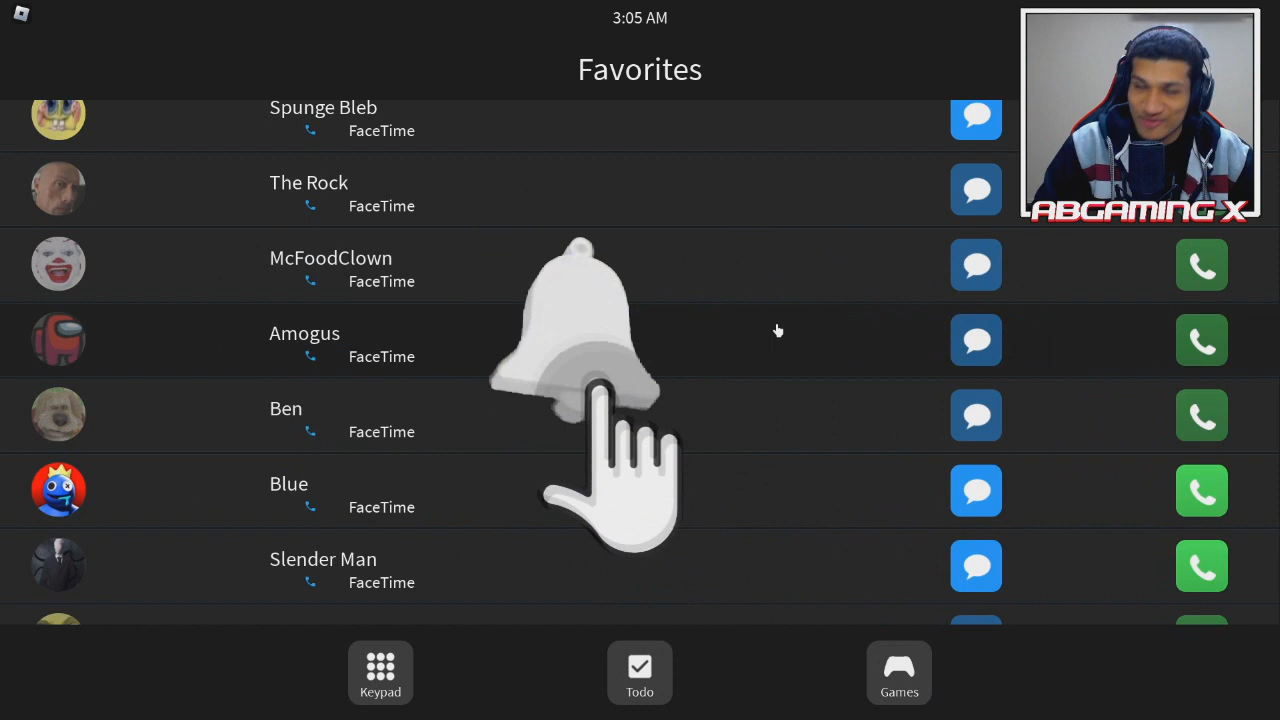 3:05 AM
Favorites
Spunge Bleb
FaceTime
The Rock
FaceTime
ABGAMING X
McFoodClown
FaceTime
Amogus
FaceTime
Ben
FaceTime
Blue
FaceTime
Slender Man
FaceTime
Keypad
Todo
Games